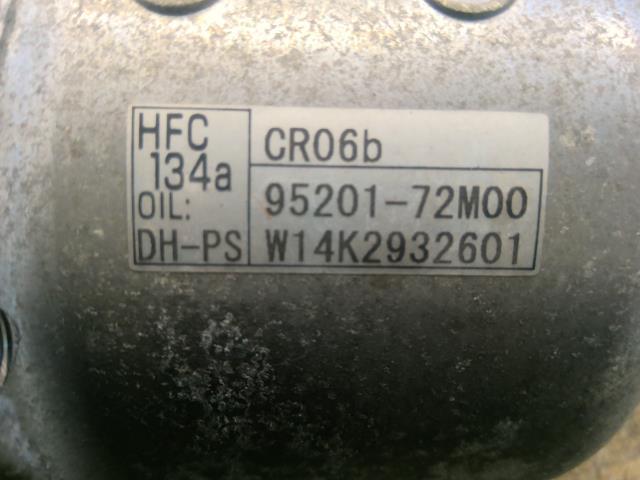 HFC
134a
OIL:
DH-PS
CR06b
95201-72M00
W14K2932601